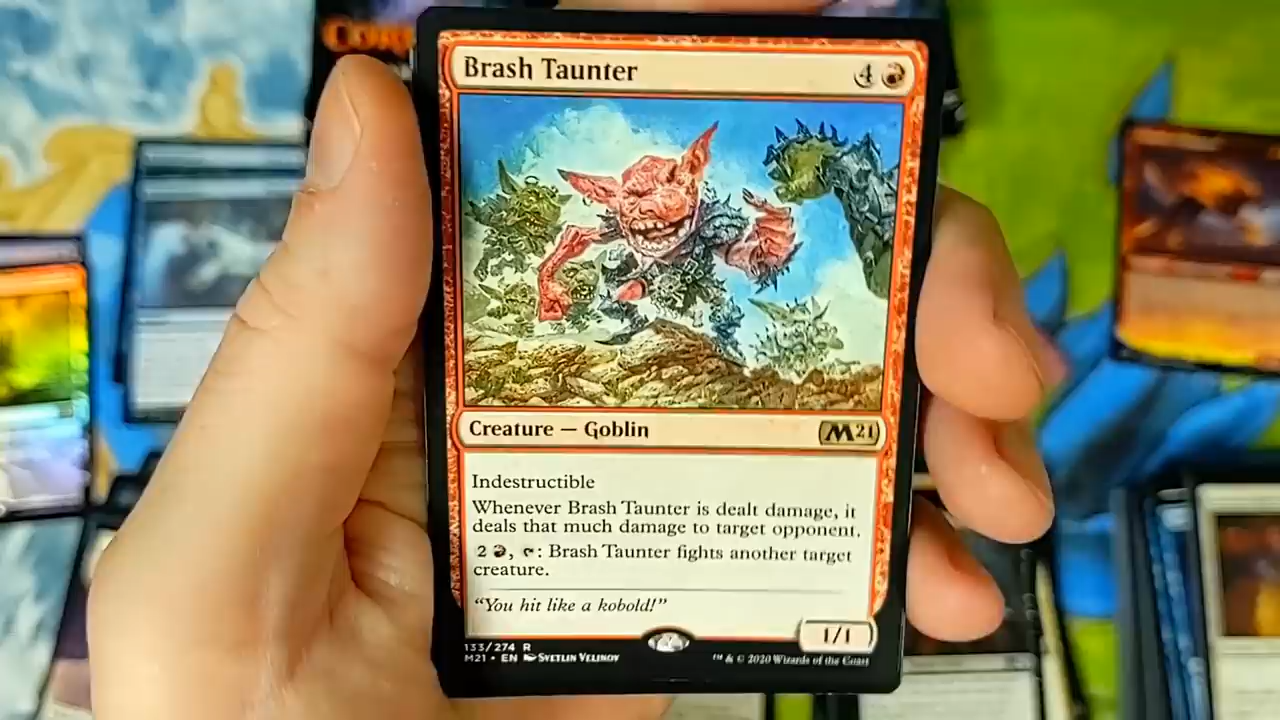 Brash Taunter 4
Creature — Goblin M21
Indestructible
Whenever Brash Taunter is dealt damage, it
deals that much damage to target opponent.
2 , : Brash Taunter fights another target
creature.
“You hit like a kobold!”
1/1
133/274 R
M21 • EN Svetlin Velinov
™ & © 2020 Wizards of the Coast